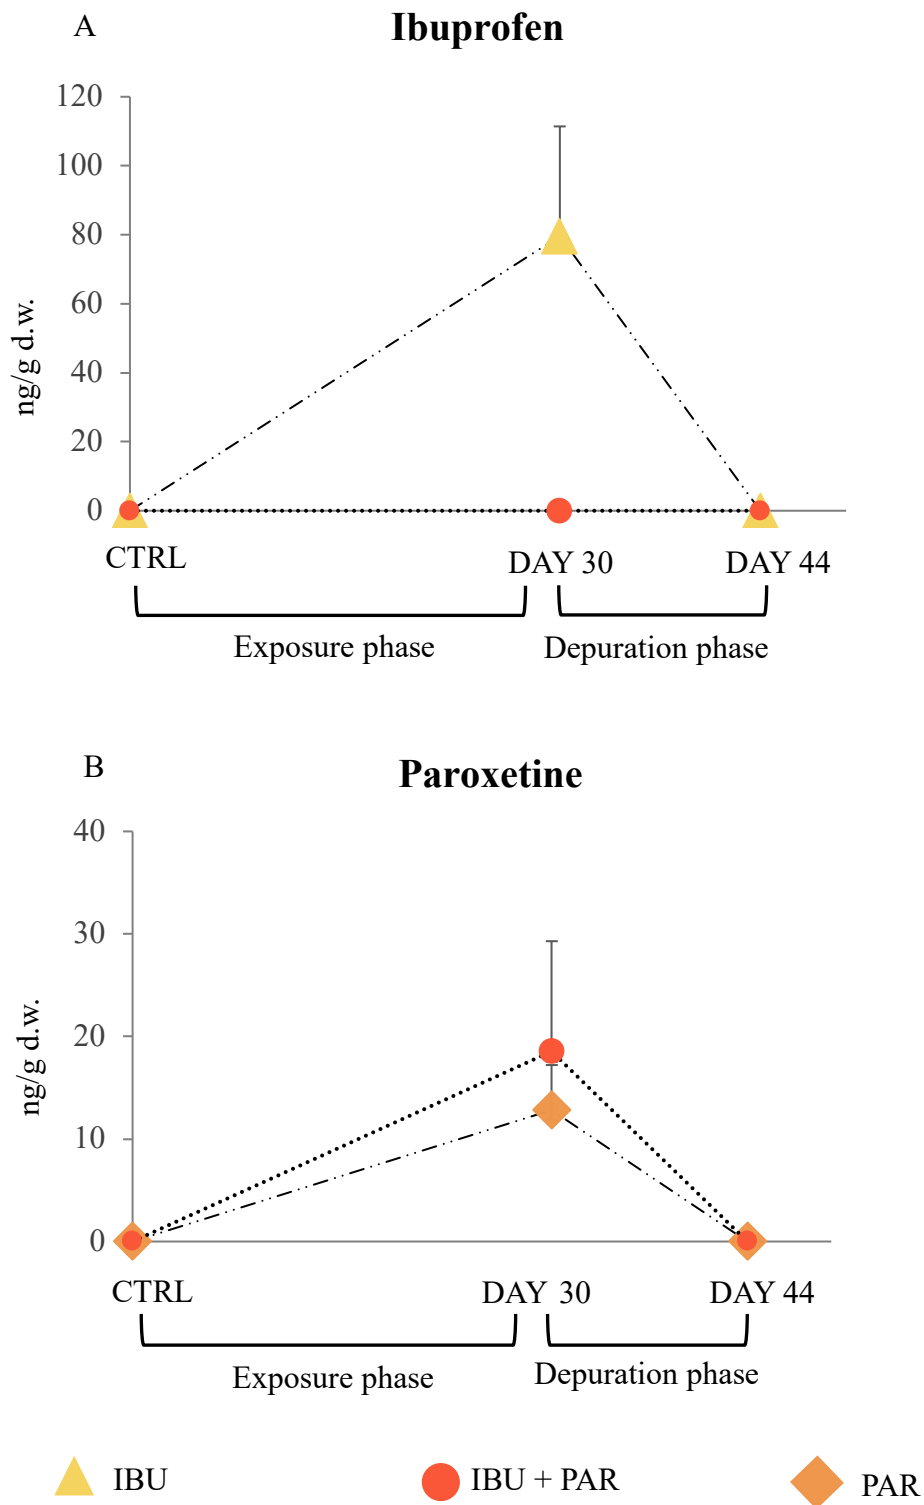 A
Ibuprofen
120
100
80
60
40
20
0
ng/g d.w.
CTRL DAY 30 DAY 44
Exposure phase Depuration phase
B
Paroxetine
40
30
20
10
0
ng/g d.w.
CTRL DAY 30 DAY 44
Exposure phase Depuration phase
IBU IBU + PAR PAR